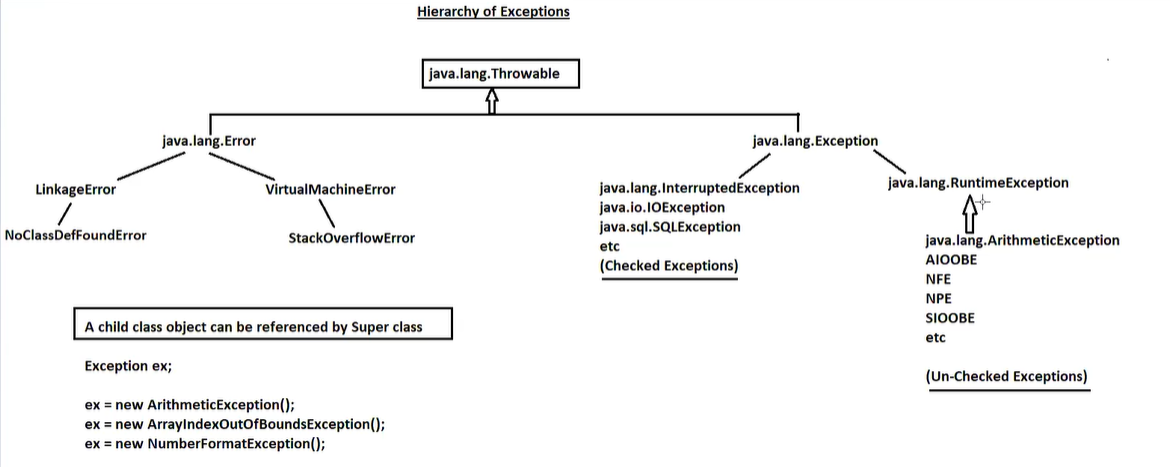 Hierarchy of Exceptions
java.lang.Throwable
java.lang.Error
java.lang.Exception
LinkageError
VirtualMachineError
NoClassDefFoundError
StackOverflowError
java.lang.InterruptedException
java.io.IOException
java.sql.SQLException
etc
(Checked Exceptions)
java.lang.RuntimeException
java.lang.ArithmeticException
AIOOBE
NFE
NPE
SIOOBE
etc
(Un-Checked Exceptions)
A child class object can be referenced by Super class
Exception ex;
ex = new ArithmeticException();
ex = new ArrayIndexOutOfBoundsException();
ex = new NumberFormatException();